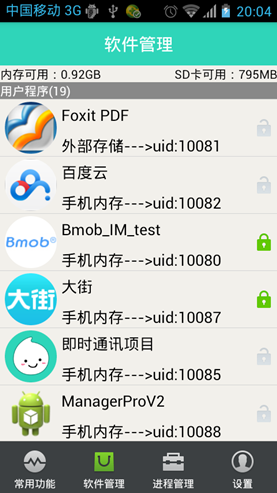 中国移动 3G 20:04
软件管理
内存可用：0.92GB SD卡可用：795MB
用户程序(19)
Foxit PDF
外部存储--->uid:10081
百度云
手机内存--->uid:10082
Bmob
Bmob_IM_test
手机内存--->uid:10080
大街
大街
手机内存--->uid:10087
即时通讯项目
手机内存--->uid:10085
ManagerProV2
手机内存--->uid:10088
常用功能 软件管理 进程管理 设置